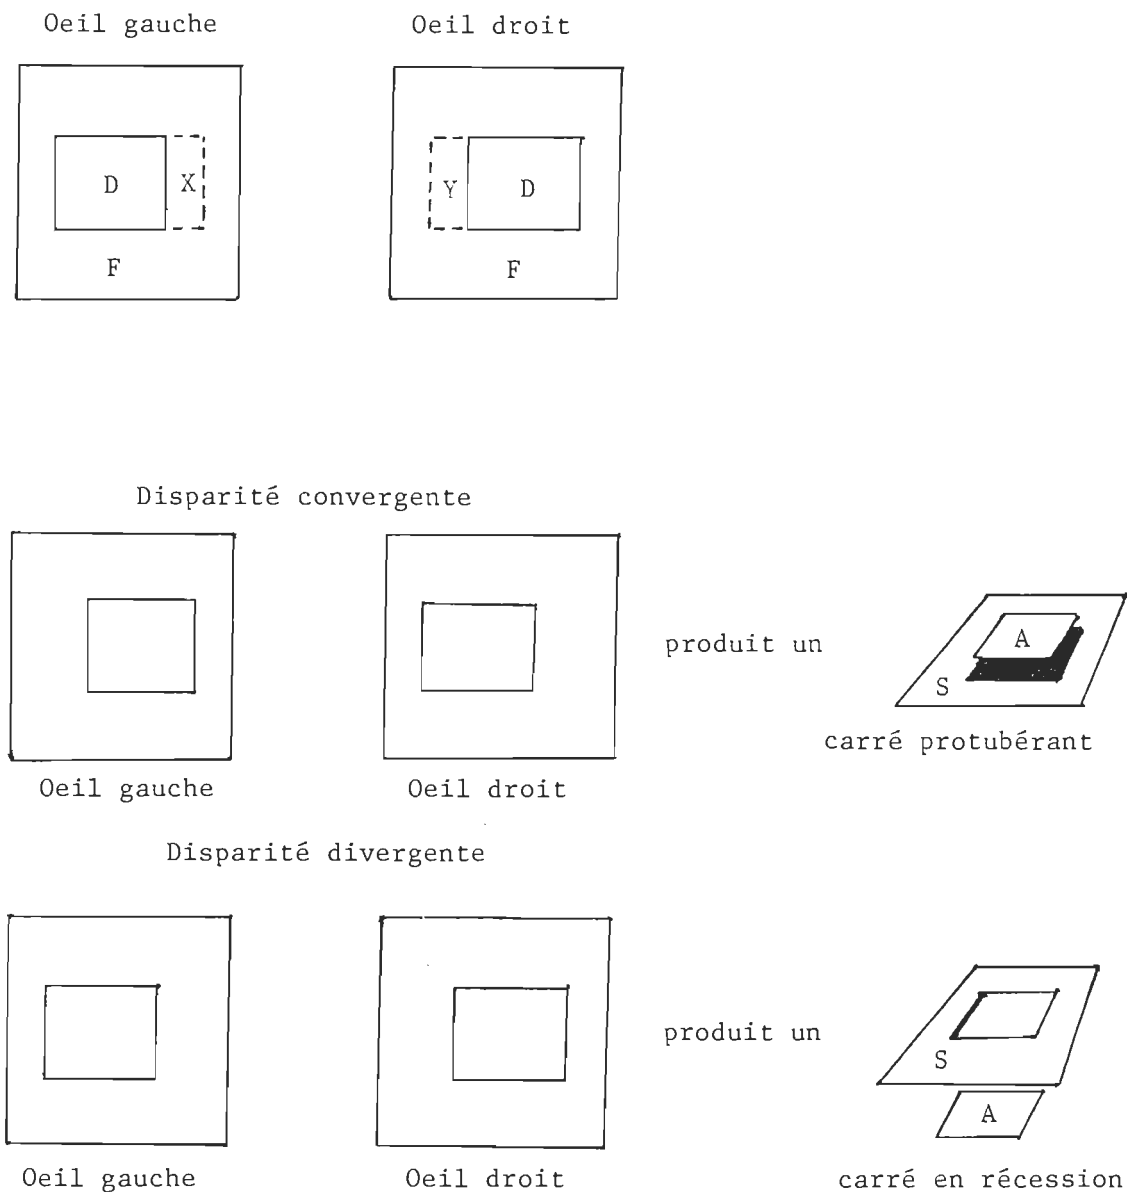 Oeil gauche Oeil droit
D X Y D
F F
Disparité convergente
produit un
A
S
carré protubérant
Oeil gauche Oeil droit
Disparité divergente
produit un
S
A
Oeil gauche Oeil droit carré en récession